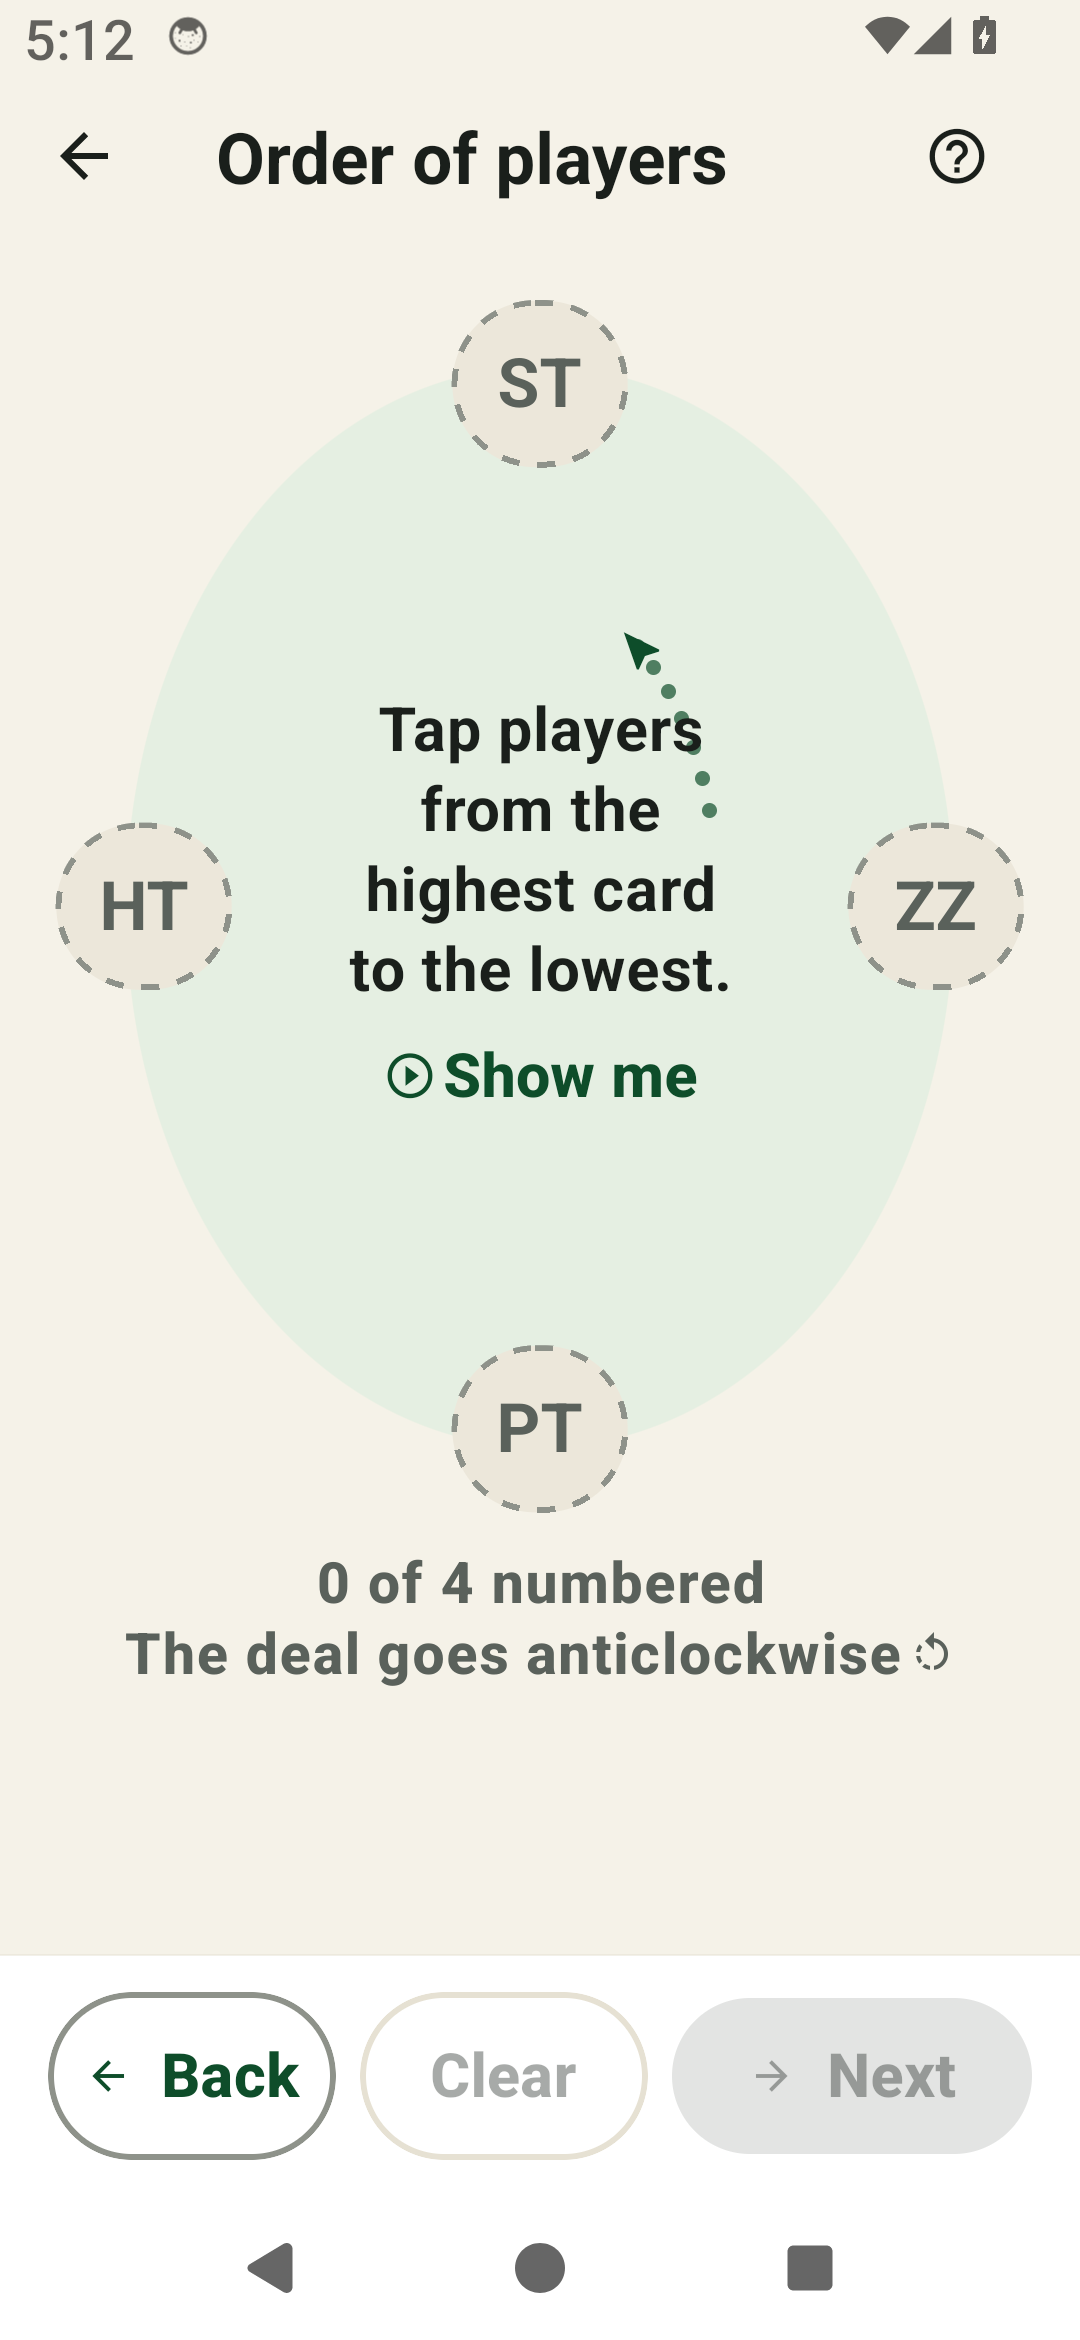 5:12
Order of players
ST
Tap players
from the
highest card
to the lowest.
HT
ZZ
Show me
PT
0 of 4 numbered
The deal goes anticlockwise
Back
Clear
Next